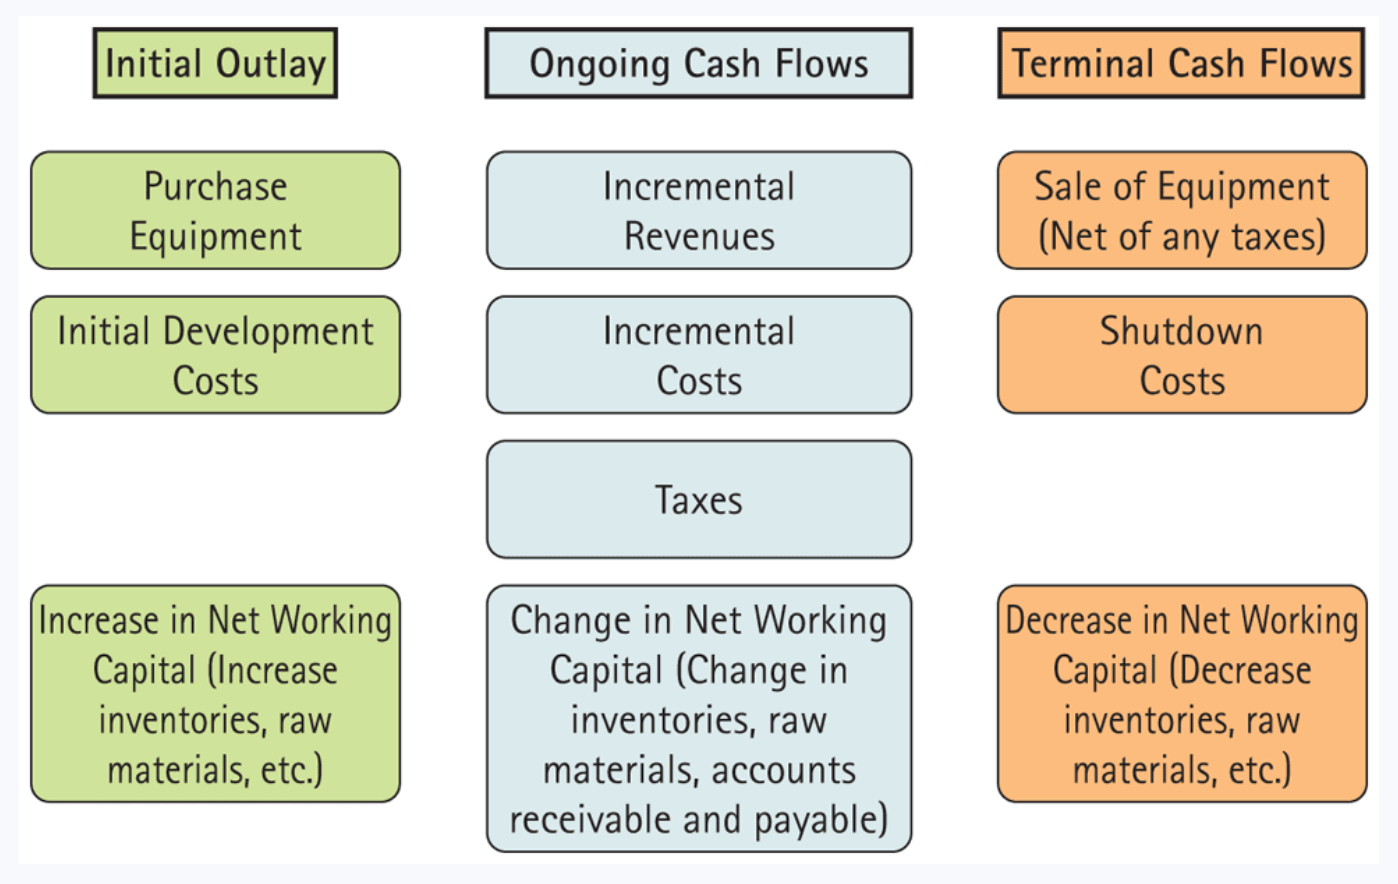 Initial Outlay
Ongoing Cash Flows
Terminal Cash Flows
Purchase
Equipment
Incremental
Revenues
Sale of Equipment
(Net of any taxes)
Initial Development
Costs
Incremental
Costs
Shutdown
Costs
Taxes
Increase in Net Working
Capital (Increase
inventories, raw
materials, etc.)
Change in Net Working
Capital (Change in
inventories, raw
materials, accounts
receivable and payable)
Decrease in Net Working
Capital (Decrease
inventories, raw
materials, etc.)